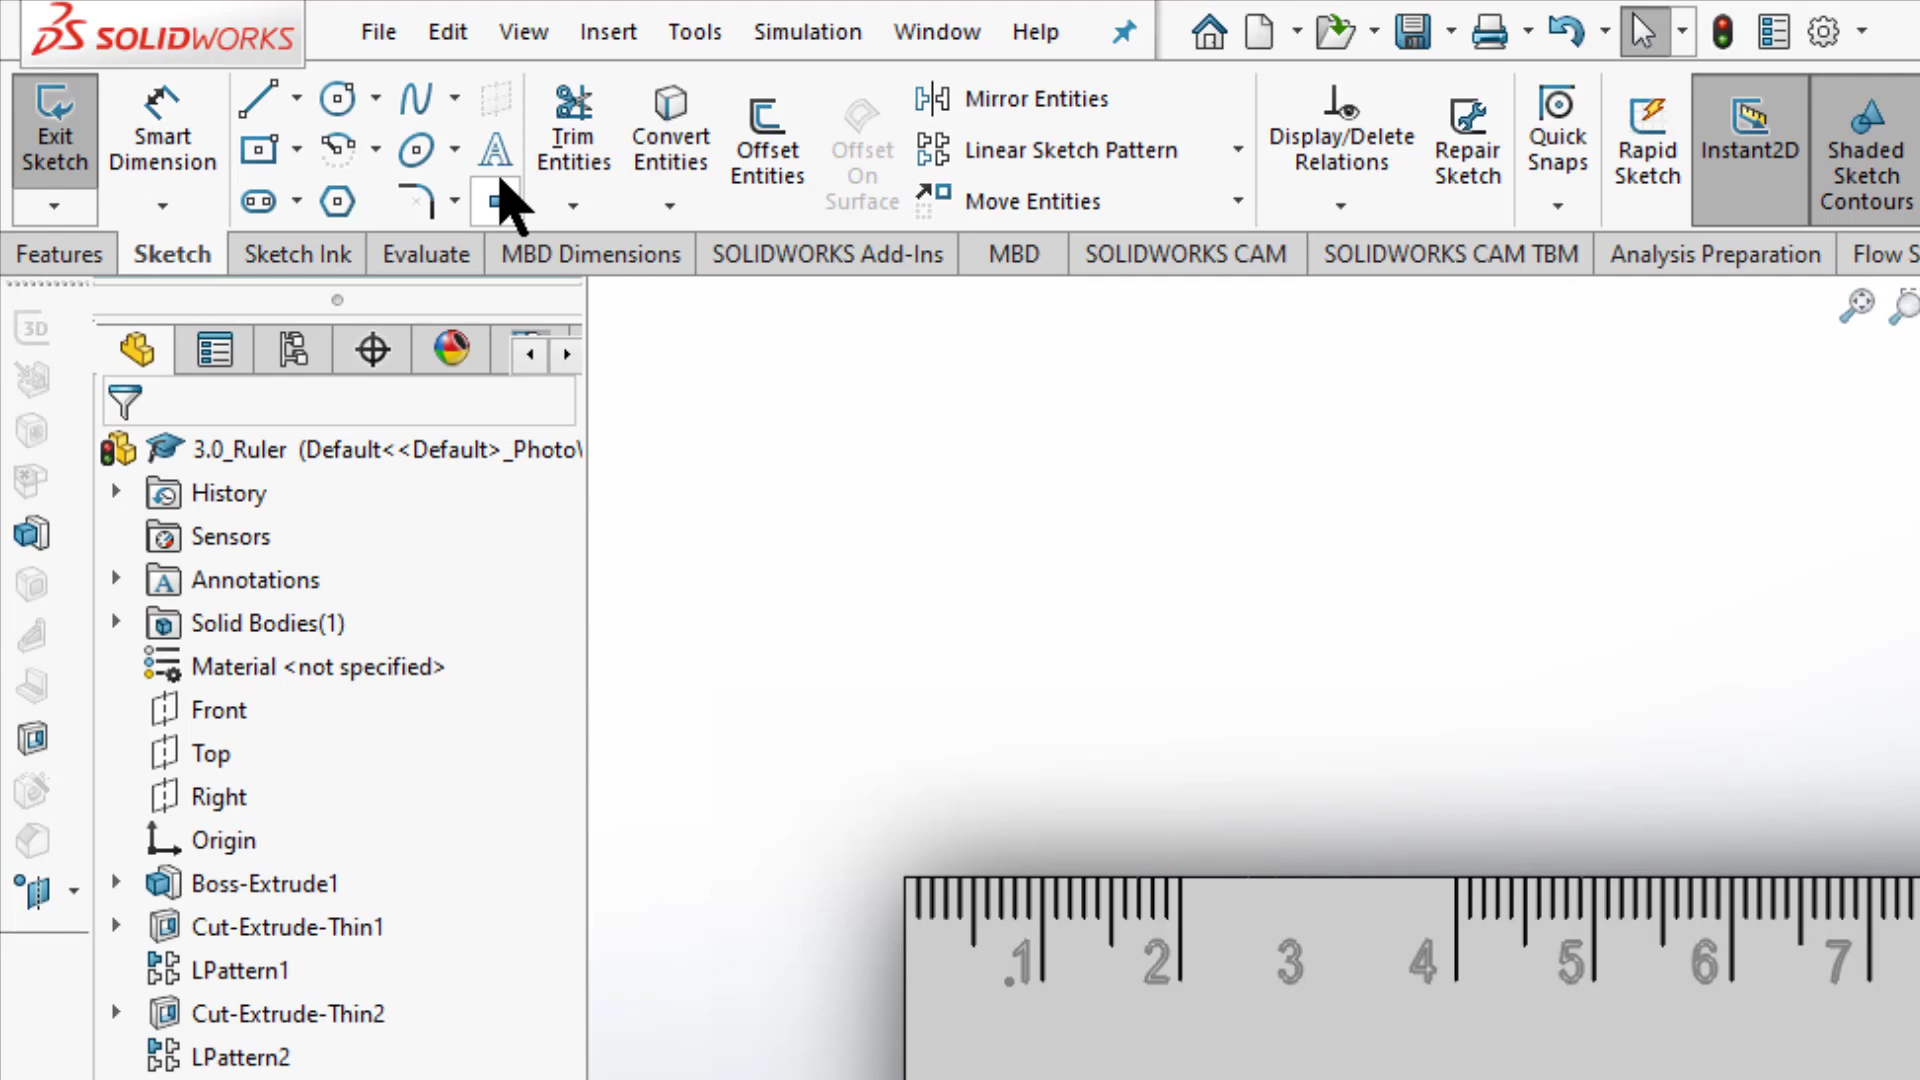 SOLIDWORKS
File Edit View Insert Tools Simulation Window Help
Exit Sketch
Smart Dimension
Trim Entities
Convert Entities
Offset Entities
Offset On Surface
Mirror Entities
Linear Sketch Pattern
Move Entities
Display/Delete Relations
Repair Sketch
Quick Snaps
Rapid Sketch
Instant2D
Shaded Sketch Contours
Features Sketch Sketch Ink Evaluate MBD Dimensions SOLIDWORKS Add-Ins MBD SOLIDWORKS CAM SOLIDWORKS CAM TBM Analysis Preparation Flow S
3D
3.0_Ruler (Default<<Default>_Photo
History
Sensors
Annotations
Solid Bodies(1)
Material <not specified>
Front
Top
Right
Origin
Boss-Extrude1
Cut-Extrude-Thin1
LPattern1
Cut-Extrude-Thin2
LPattern2
.1 2 3 4 5 6 7